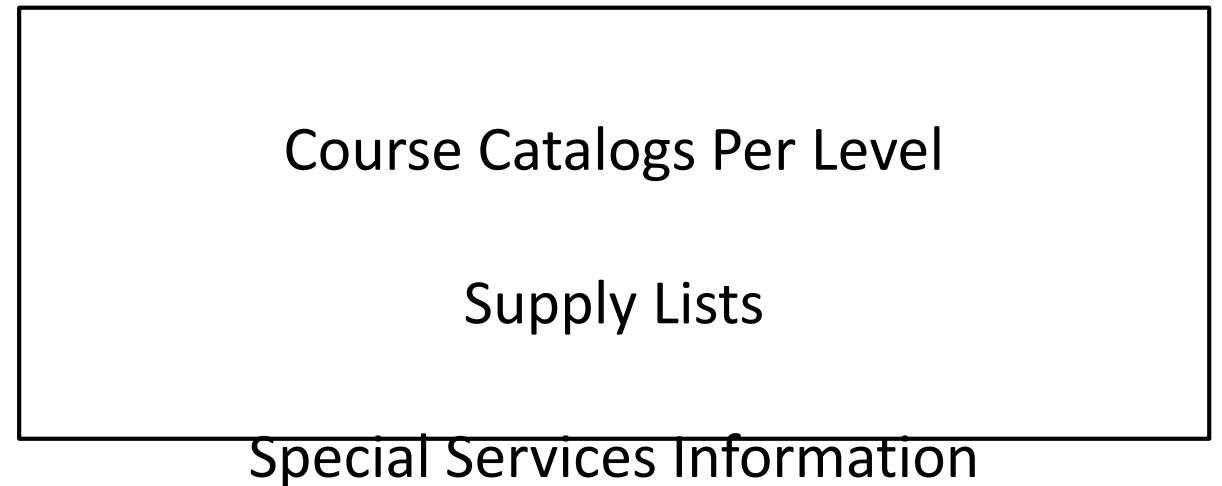 Course Catalogs Per Level
Supply Lists
Special Services Information